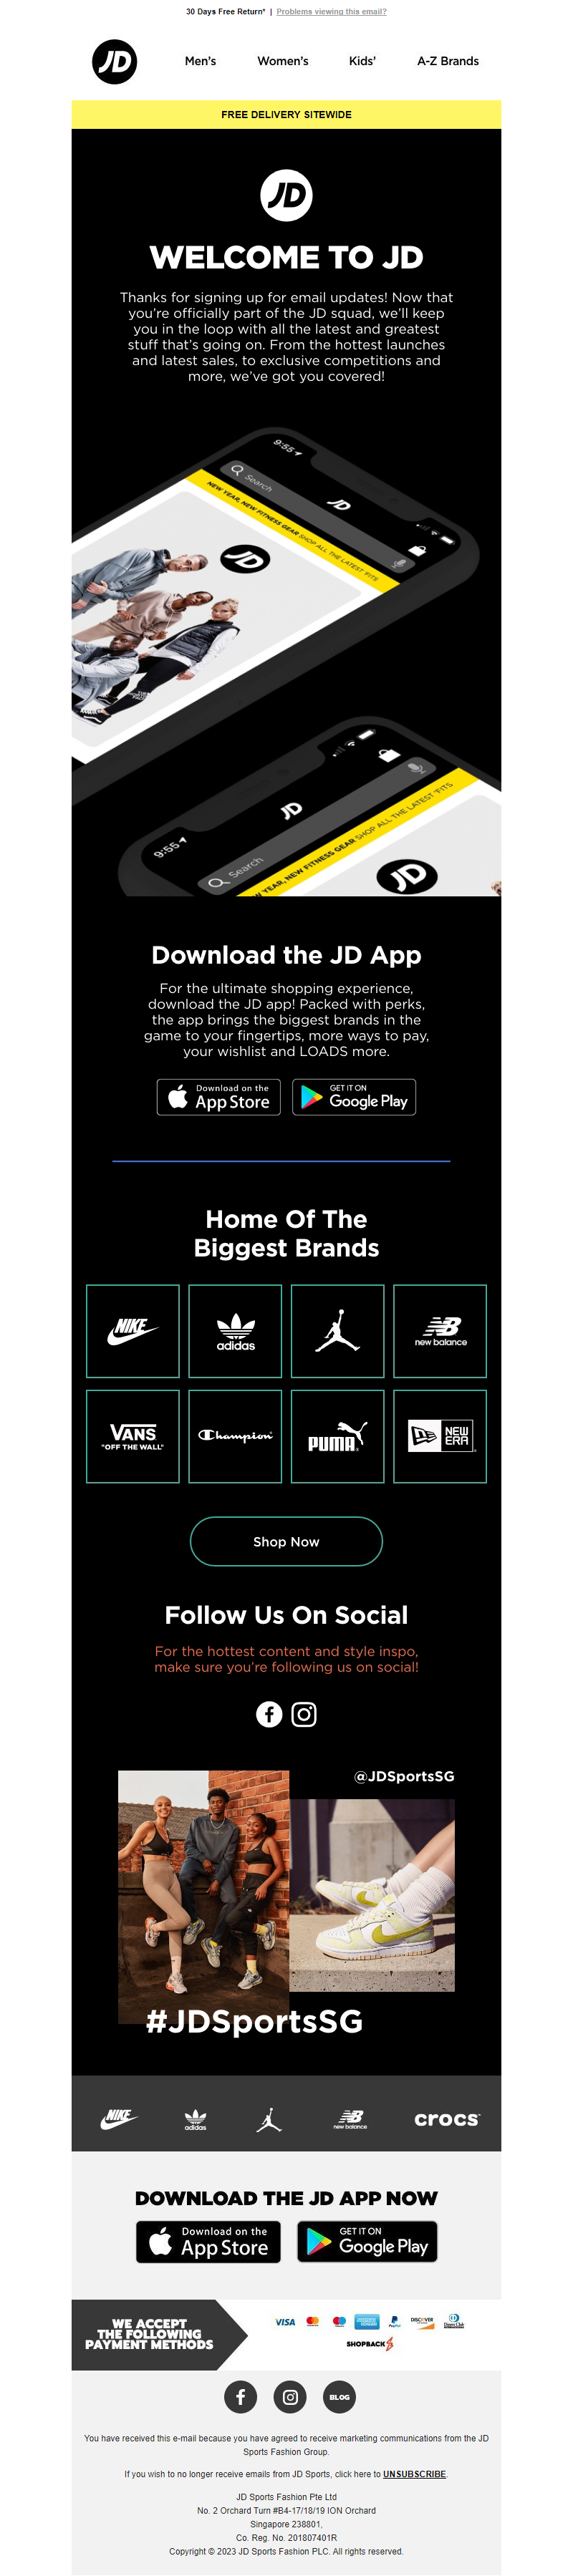 30 Days Free Return* | Problems viewing this email?
JD
Men's Women's Kids' A-Z Brands
FREE DELIVERY SITEWIDE
JD
WELCOME TO JD
Thanks for signing up for email updates! Now that
you're officially part of the JD squad, we'll keep
you in the loop with all the latest and greatest
stuff that's going on. From the hottest launches
and latest sales, to exclusive competitions and
more, we've got you covered!
9:55
Search
JD
NEW YEAR, NEW FITNESS GEAR SHOP ALL THE LATEST 'FITS
JD
9:55
JD
Search
W YEAR, NEW FITNESS GEAR SHOP ALL THE LATEST 'FITS
JD
Download the JD App
For the ultimate shopping experience,
download the JD app! Packed with perks,
the app brings the biggest brands in the
game to your fingertips, more ways to pay,
your wishlist and LOADS more.
Download on the App Store
GET IT ON Google Play
Home Of The
Biggest Brands
NIKE adidas new balance
VANS "OFF THE WALL" Champion PUMA NEW ERA
Shop Now
Follow Us On Social
For the hottest content and style inspo,
make sure you're following us on social!
@JDSportsSG
#JDSportsSG
NIKE adidas new balance crocs
DOWNLOAD THE JD APP NOW
Download on the App Store
GET IT ON Google Play
WE ACCEPT
THE FOLLOWING
PAYMENT METHODS
VISA PayPal DISCOVER Diners Club
SHOPBACK
BLOG
You have received this e-mail because you have agreed to receive marketing communications from the JD
Sports Fashion Group.
If you wish to no longer receive emails from JD Sports, click here to UNSUBSCRIBE.
JD Sports Fashion Pte Ltd
No. 2 Orchard Turn #B4-17/18/19 ION Orchard
Singapore 238801,
Co. Reg. No. 201807401R
Copyright © 2023 JD Sports Fashion PLC. All rights reserved.